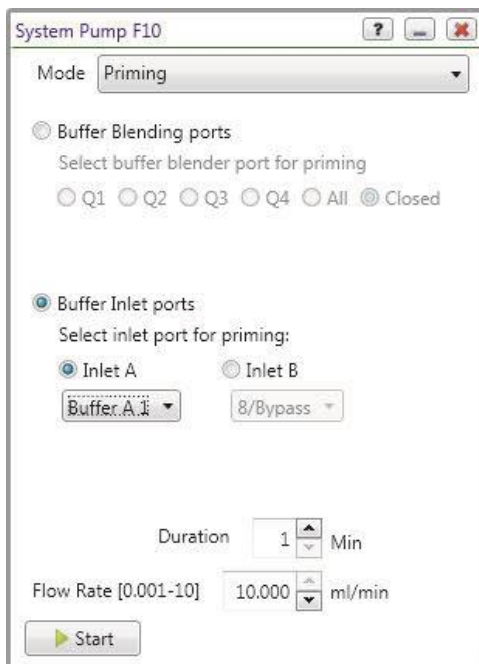 System Pump F10 ?
Mode Priming
Buffer Blending ports
Select buffer blender port for priming
Q1 Q2 Q3 Q4 All Closed
Buffer Inlet ports
Select inlet port for priming:
Inlet A Inlet B
Buffer A 1 8/Bypass
Duration 1 Min
Flow Rate [0.001-10] 10.000 ml/min
Start